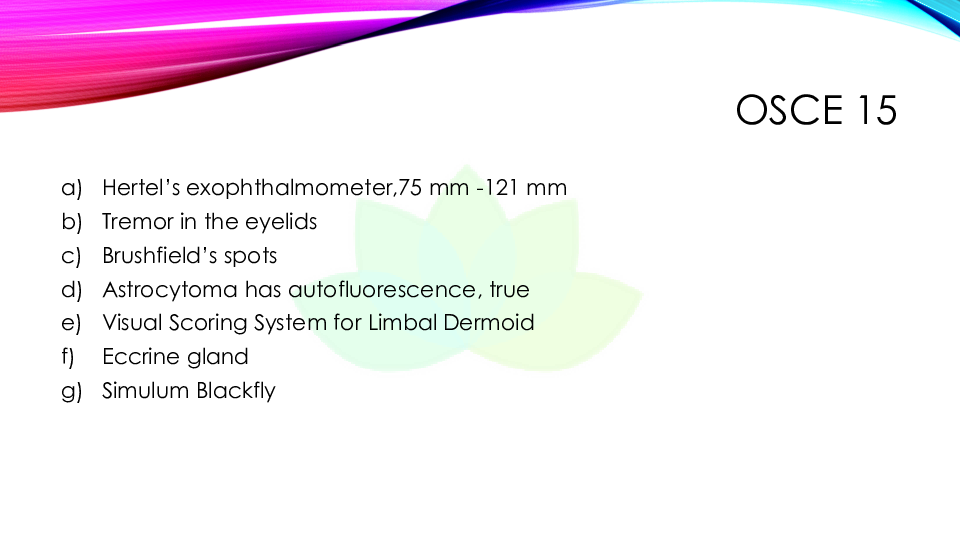 OSCE 15
a) Hertel’s exophthalmometer,75 mm -121 mm
b) Tremor in the eyelids
c) Brushfield’s spots
d) Astrocytoma has autofluorescence, true
e) Visual Scoring System for Limbal Dermoid
f) Eccrine gland
g) Simulum Blackfly